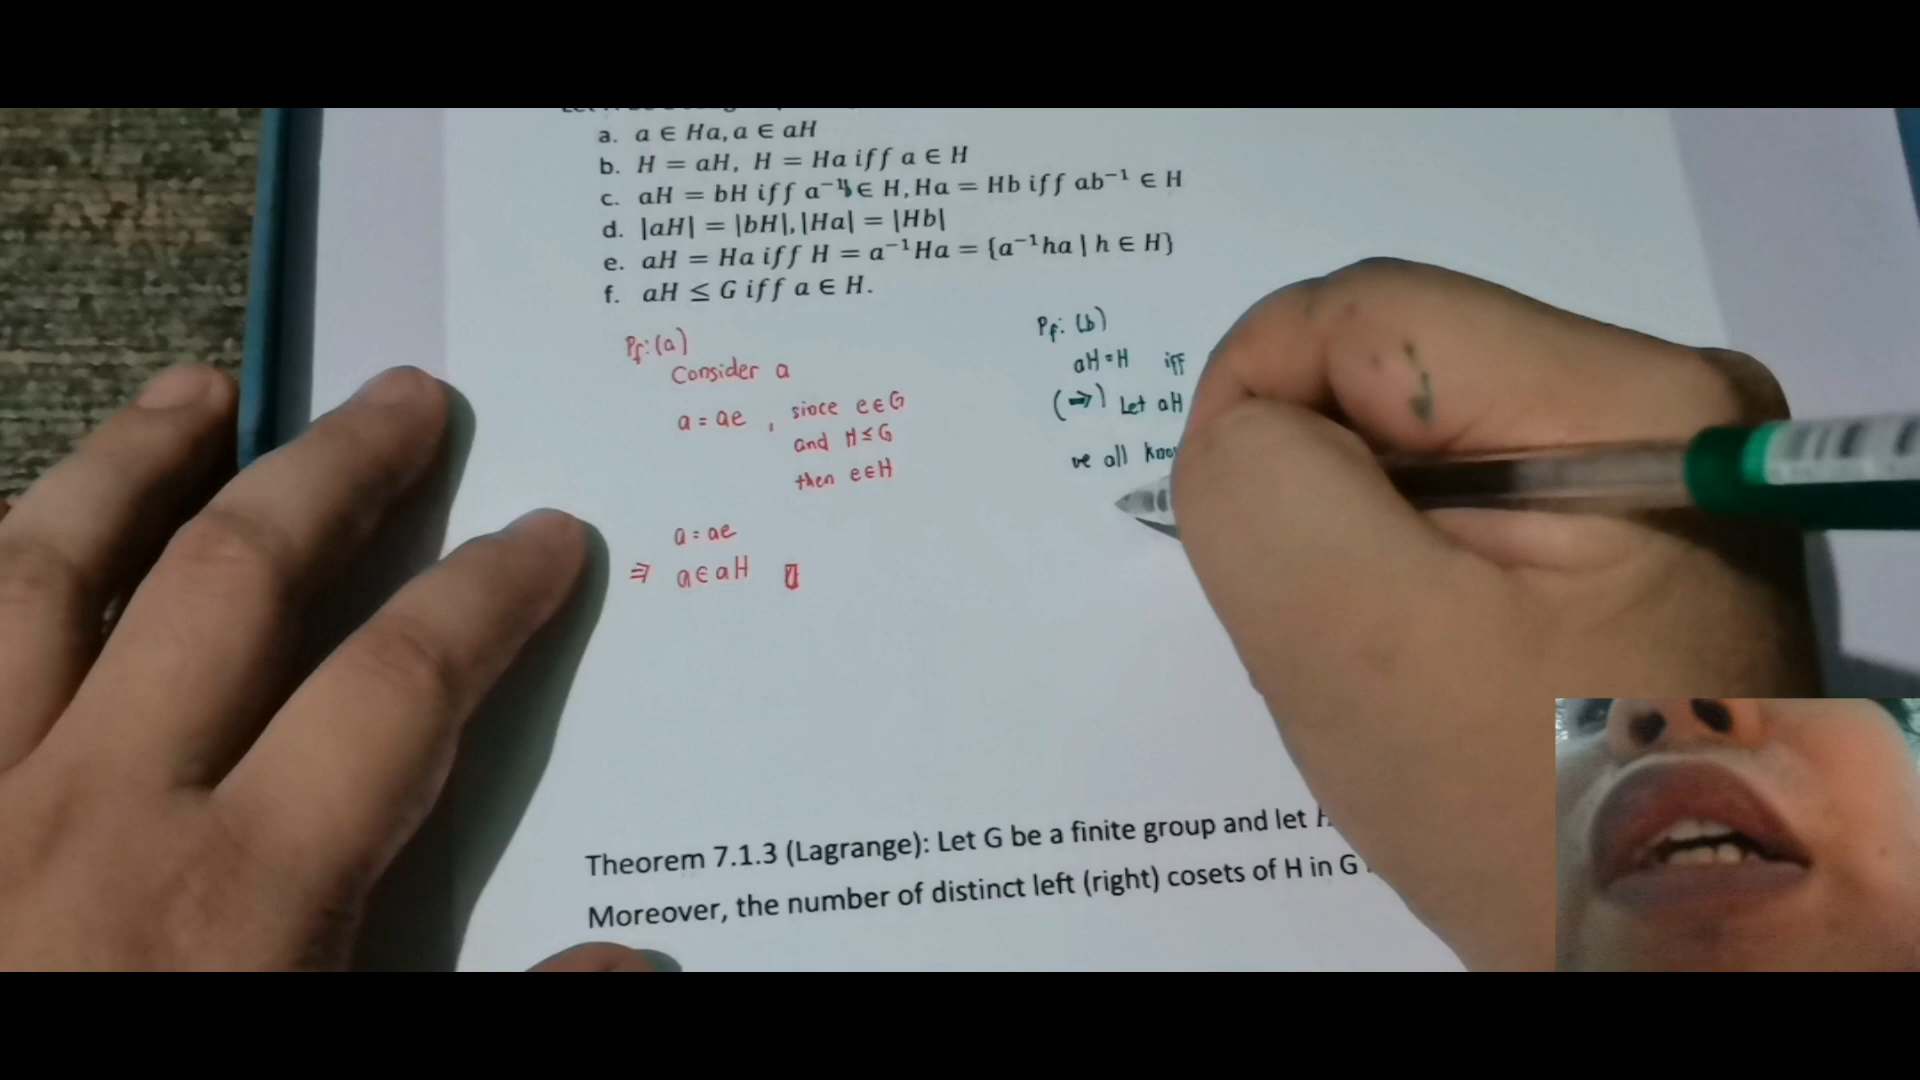 a. a ∈ Ha, a ∈ aH
b. H = aH, H = Ha iff a ∈ H
c. aH = bH iff a⁻¹b ∈ H, Ha = Hb iff ab⁻¹ ∈ H
d. |aH| = |bH|, |Ha| = |Hb|
e. aH = Ha iff H = a⁻¹Ha = {a⁻¹ha | h ∈ H}
f. aH ≤ G iff a ∈ H.
Pf: (a)
Consider a
a = ae , since e∈G
and H≤G
then e∈H
a = ae
⇒ a∈aH
Pf: (b)
aH = H iff
(⇒) Let aH
we all
Theorem 7.1.3 (Lagrange): Let G be a finite group and let
Moreover, the number of distinct left (right) cosets of H in G